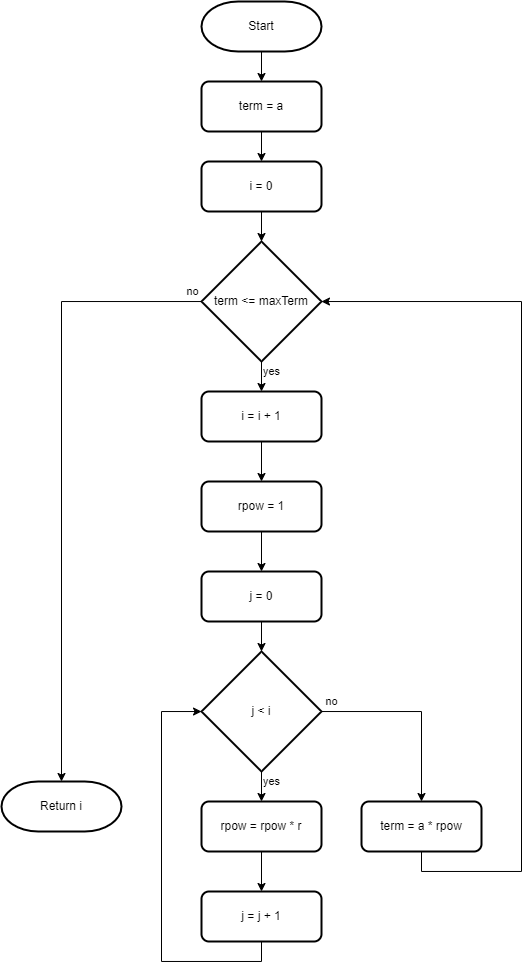 Start
term = a
i = 0
no
term <= maxTerm
yes
i = i + 1
rpow = 1
j = 0
j < i
no
yes
Return i
rpow = rpow * r
term = a * rpow
j = j + 1